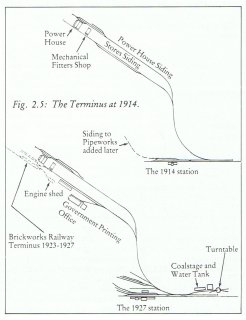 Power
House
Mechanical
Fitters Shop
Power House Siding
Stores Siding
Fig. 2.5: The Terminus at 1914.
Siding to
Pipeworks
added later
The 1914 station
Engine shed
Government Printing
Office
Brickworks Railway
Terminus 1923-1927
Turntable
Coalstage and
Water Tank
The 1927 station